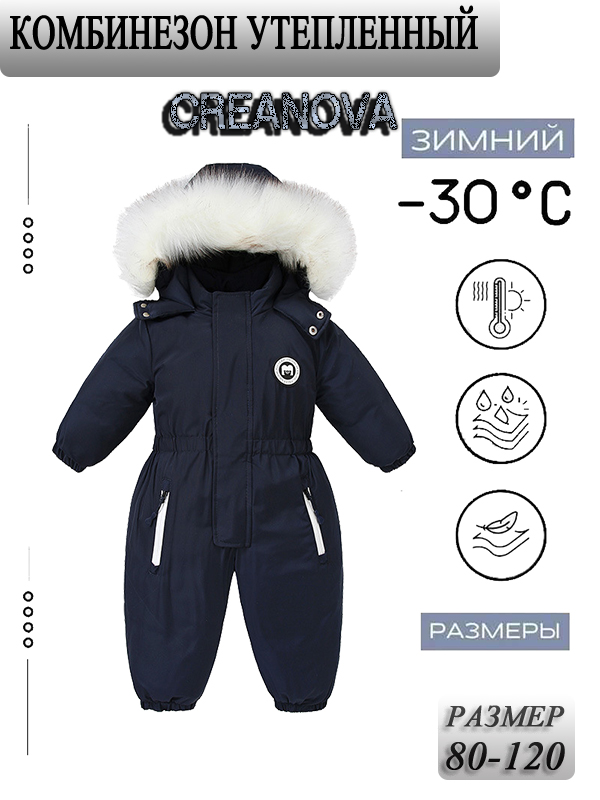 КОМБИНЕЗОН УТЕПЛЕННЫЙ
CREANOVA
ЗИМНИЙ
-30°C
РАЗМЕРЫ
РАЗМЕР
80-120